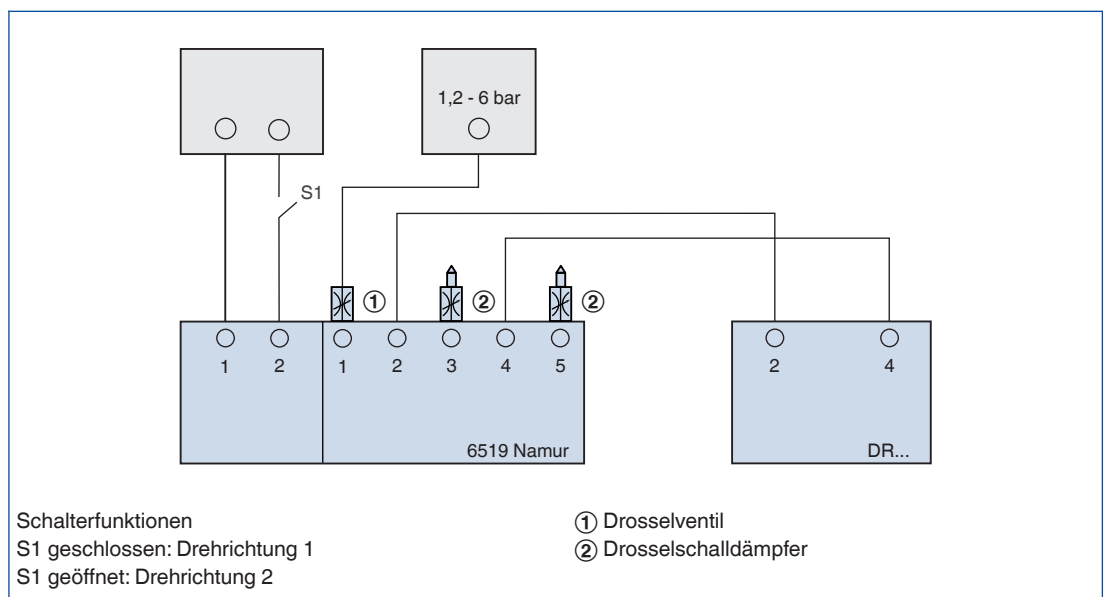 1,2 - 6 bar
S1
① ② ②
1 2 1 2 3 4 5 2 4
6519 Namur DR...
Schalterfunktionen
S1 geschlossen: Drehrichtung 1
S1 geöffnet: Drehrichtung 2
① Drosselventil
② Drosselschalldämpfer